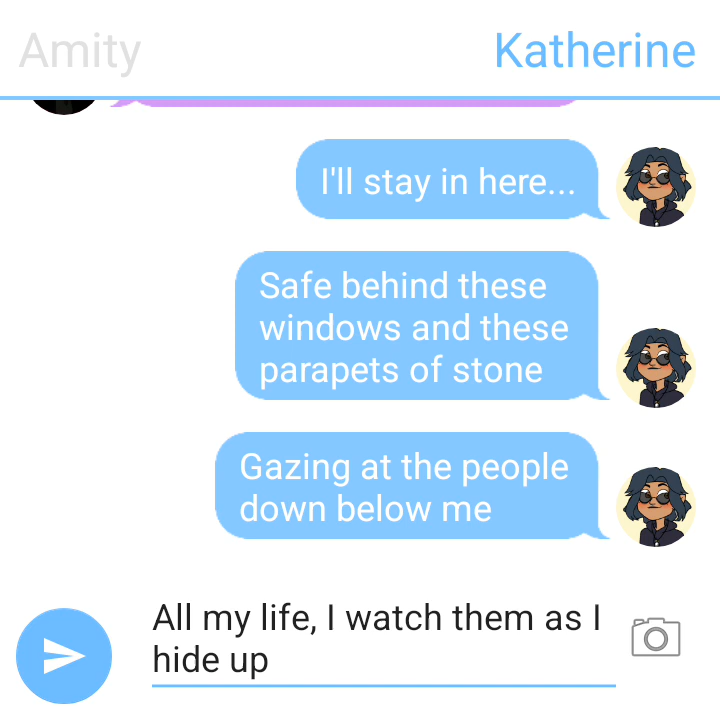 Amity Katherine
I'll stay in here...
Safe behind these
windows and these
parapets of stone
Gazing at the people
down below me
All my life, I watch them as I
hide up